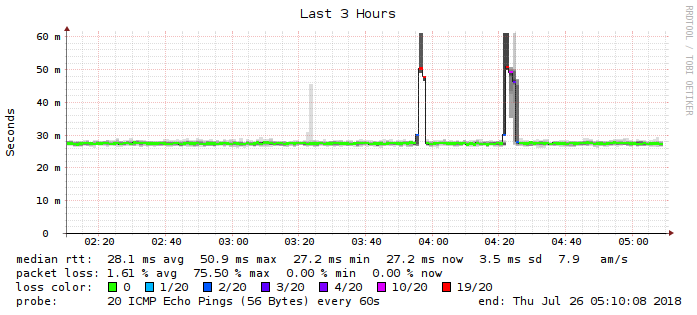 Last 3 Hours
RRDTOOL / TOBI OETIKER
Seconds
60 m
50 m
40 m
30 m
20 m
10 m
0
02:20 02:40 03:00 03:20 03:40 04:00 04:20 04:40 05:00
median rtt: 28.1 ms avg 50.9 ms max 27.2 ms min 27.2 ms now 3.5 ms sd 7.9 am/s
packet loss: 1.61 % avg 75.50 % max 0.00 % min 0.00 % now
loss color: 0 1/20 2/20 3/20 4/20 10/20 19/20
probe: 20 ICMP Echo Pings (56 Bytes) every 60s end: Thu Jul 26 05:10:08 2018